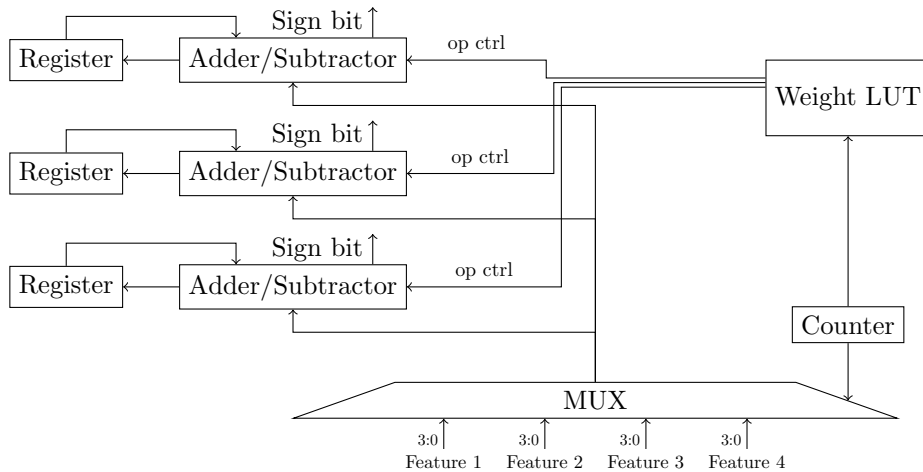 Sign bit
Register
Adder/Subtractor
op ctrl
Weight LUT
Sign bit
Register
Adder/Subtractor
op ctrl
Sign bit
Register
Adder/Subtractor
op ctrl
Counter
MUX
3:0 3:0 3:0 3:0
Feature 1 Feature 2 Feature 3 Feature 4